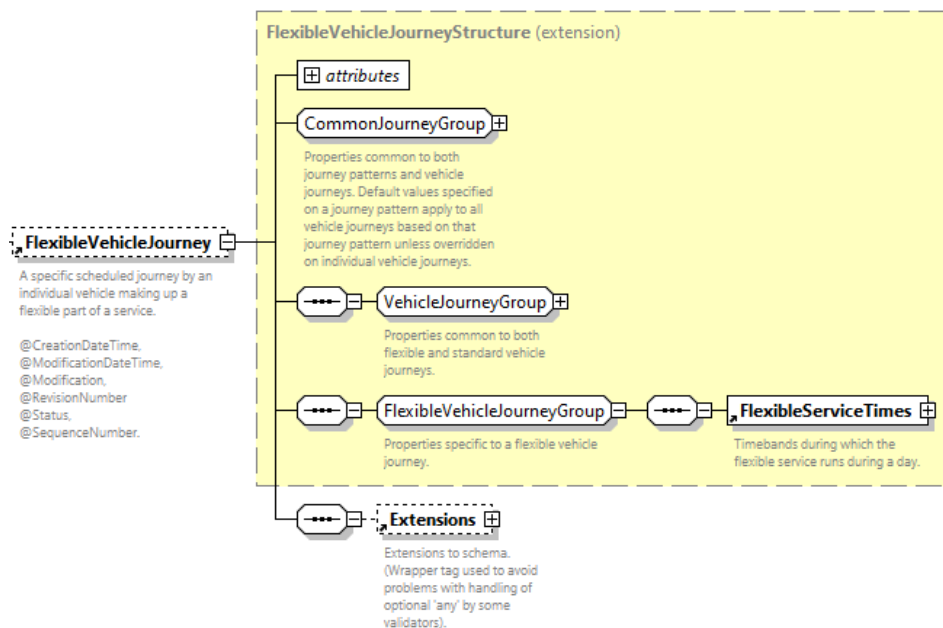 FlexibleVehicleJourneyStructure (extension)
attributes
CommonJourneyGroup
Properties common to both
journey patterns and vehicle
journeys. Default values specified
on a journey pattern apply to all
vehicle journeys based on that
journey pattern unless overridden
on individual vehicle journeys.
FlexibleVehicleJourney
A specific scheduled journey by an
individual vehicle making up a
flexible part of a service.
@CreationDateTime,
@ModificationDateTime,
@Modification,
@RevisionNumber
@Status,
@SequenceNumber.
VehicleJourneyGroup
Properties common to both
flexible and standard vehicle
journeys.
FlexibleVehicleJourneyGroup
Properties specific to a flexible vehicle
journey.
FlexibleServiceTimes
Timebands during which the
flexible service runs during a day.
Extensions
Extensions to schema.
(Wrapper tag used to avoid
problems with handling of
optional 'any' by some
validators).